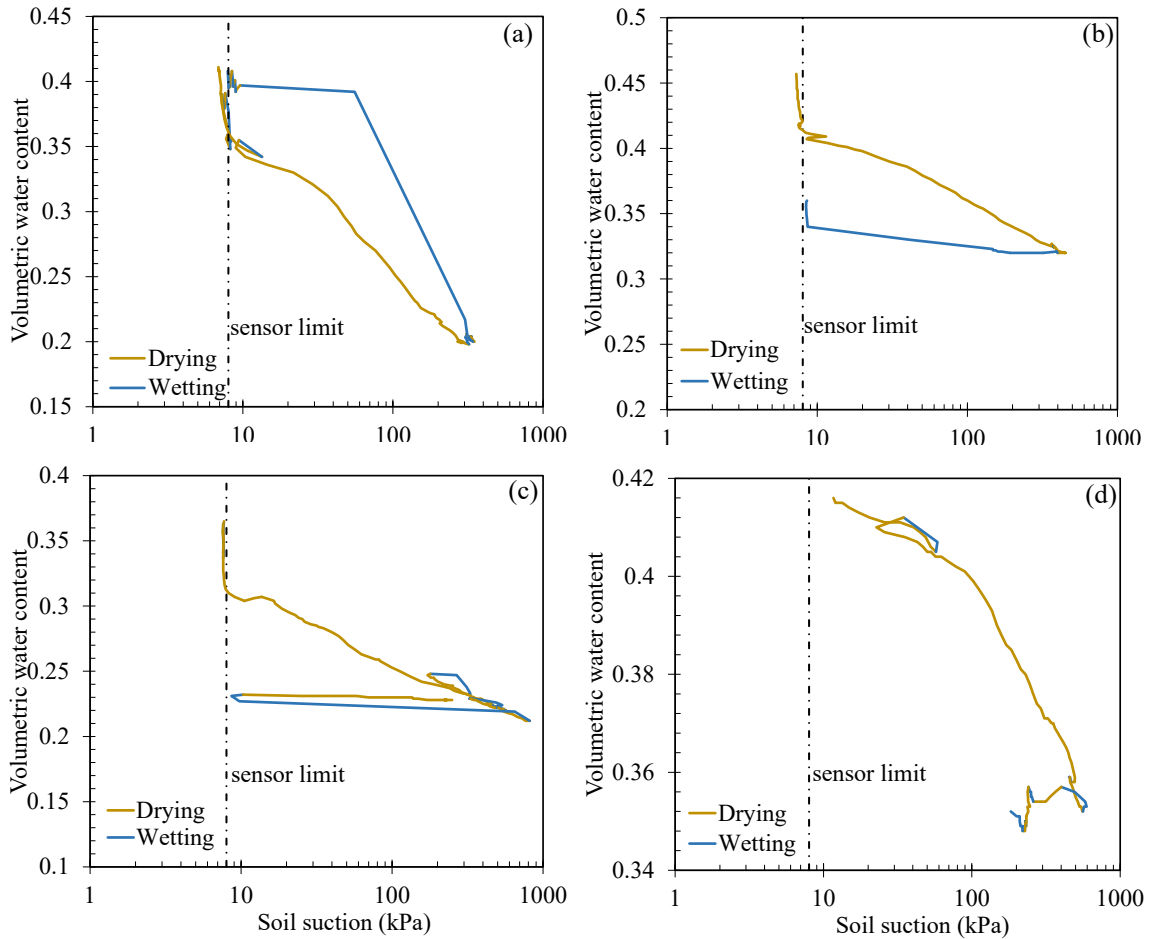 (a)
0.45
0.4
0.35
0.3
0.25
0.2
0.15
Volumetric water content
sensor limit
Drying
Wetting
1
10
100
1000
(b)
0.5
0.45
0.4
0.35
0.3
0.25
0.2
Volumetric water content
sensor limit
Drying
Wetting
1
10
100
1000
(c)
0.4
0.35
0.3
0.25
0.2
0.15
0.1
Volumetric water content
sensor limit
Drying
Wetting
1
10
100
1000
Soil suction (kPa)
(d)
0.42
0.4
0.38
0.36
0.34
Volumetric water content
sensor limit
Drying
Wetting
1
10
100
1000
Soil suction (kPa)